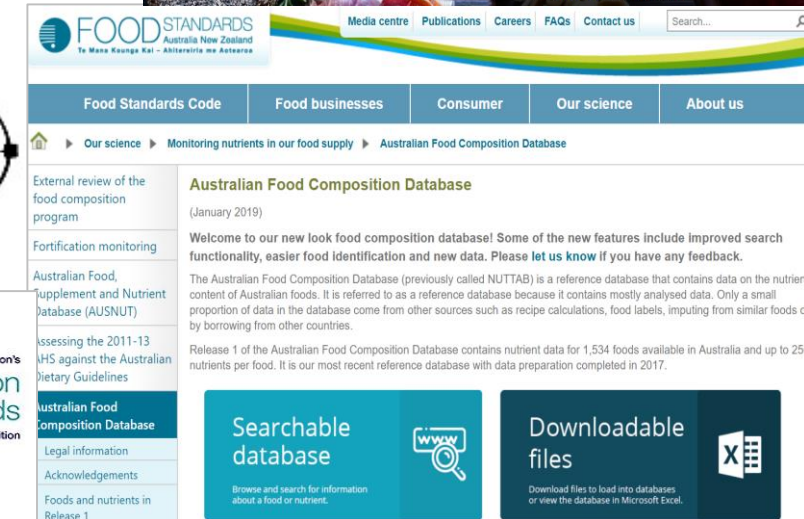 FOOD STANDARDS
Australia New Zealand
Te Mana Kounga Kai – Ahitereiria me Aotearoa
Media centre Publications Careers FAQs Contact us Search...
Food Standards Code Food businesses Consumer Our science About us
Our science Monitoring nutrients in our food supply Australian Food Composition Database
External review of the
food composition
program
Fortification monitoring
Australian Food,
Supplement and Nutrient
Database (AUSNUT)
Assessing the 2011-13
AHS against the Australian
Dietary Guidelines
Australian Food
Composition Database
Legal information
Acknowledgements
Foods and nutrients in
Release 1
Australian Food Composition Database
(January 2019)
Welcome to our new look food composition database! Some of the new features include improved search
functionality, easier food identification and new data. Please let us know if you have any feedback.
The Australian Food Composition Database (previously called NUTTAB) is a reference database that contains data on the nutrien
content of Australian foods. It is referred to as a reference database because it contains mostly analysed data. Only a small
proportion of data in the database come from other sources such as recipe calculations, food labels, imputing from similar foods o
by borrowing from other countries.
Release 1 of the Australian Food Composition Database contains nutrient data for 1,534 foods available in Australia and up to 25
nutrients per food. It is our most recent reference database with data preparation completed in 2017.
Searchable
database
Browse and search for information
about a food or nutrient.
www
Downloadable
files
Download files to load into databases
or view the database in Microsoft Excel.
X
on's
on
ds
ition